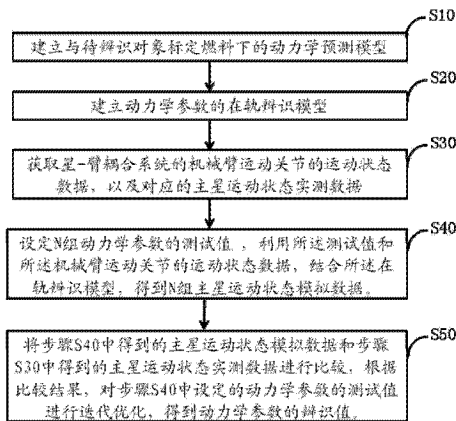 S10
建立与待辨识对象标定燃料下的动力学预测模型
S20
建立动力学参数的在轨辨识模型
S30
获取星-臂耦合系统的机械臂运动关节的运动状态
数据，以及对应的主星运动状态实测数据
S40
设定N组动力学参数的测试值，利用所述测试值和
所述机械臂运动关节的运动状态数据，结合所述在
轨辨识模型，得到N组主星运动状态模拟数据。
S50
将步骤S40中得到的主星运动状态模拟数据和步骤
S30中得到的主星运动状态实测数据进行比较，根据
比较结果，对步骤S40中设定的动力学参数的测试值
进行迭代优化，得到动力学参数的辨识值。